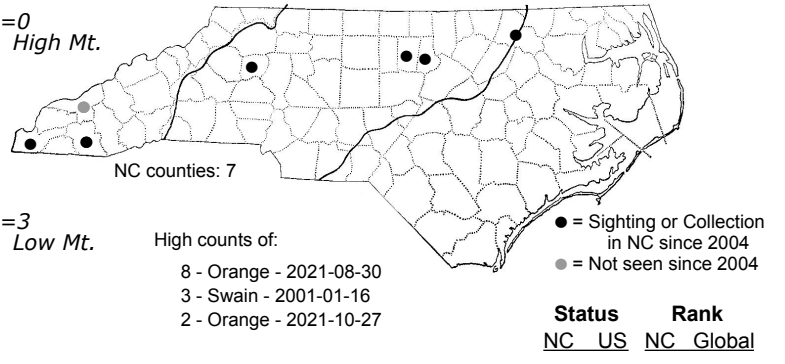 =0
High Mt.
NC counties: 7
=3
Low Mt.
High counts of:
8 - Orange - 2021-08-30
3 - Swain - 2001-01-16
2 - Orange - 2021-10-27
= Sighting or Collection
in NC since 2004
= Not seen since 2004
Status Rank
NC US NC Global